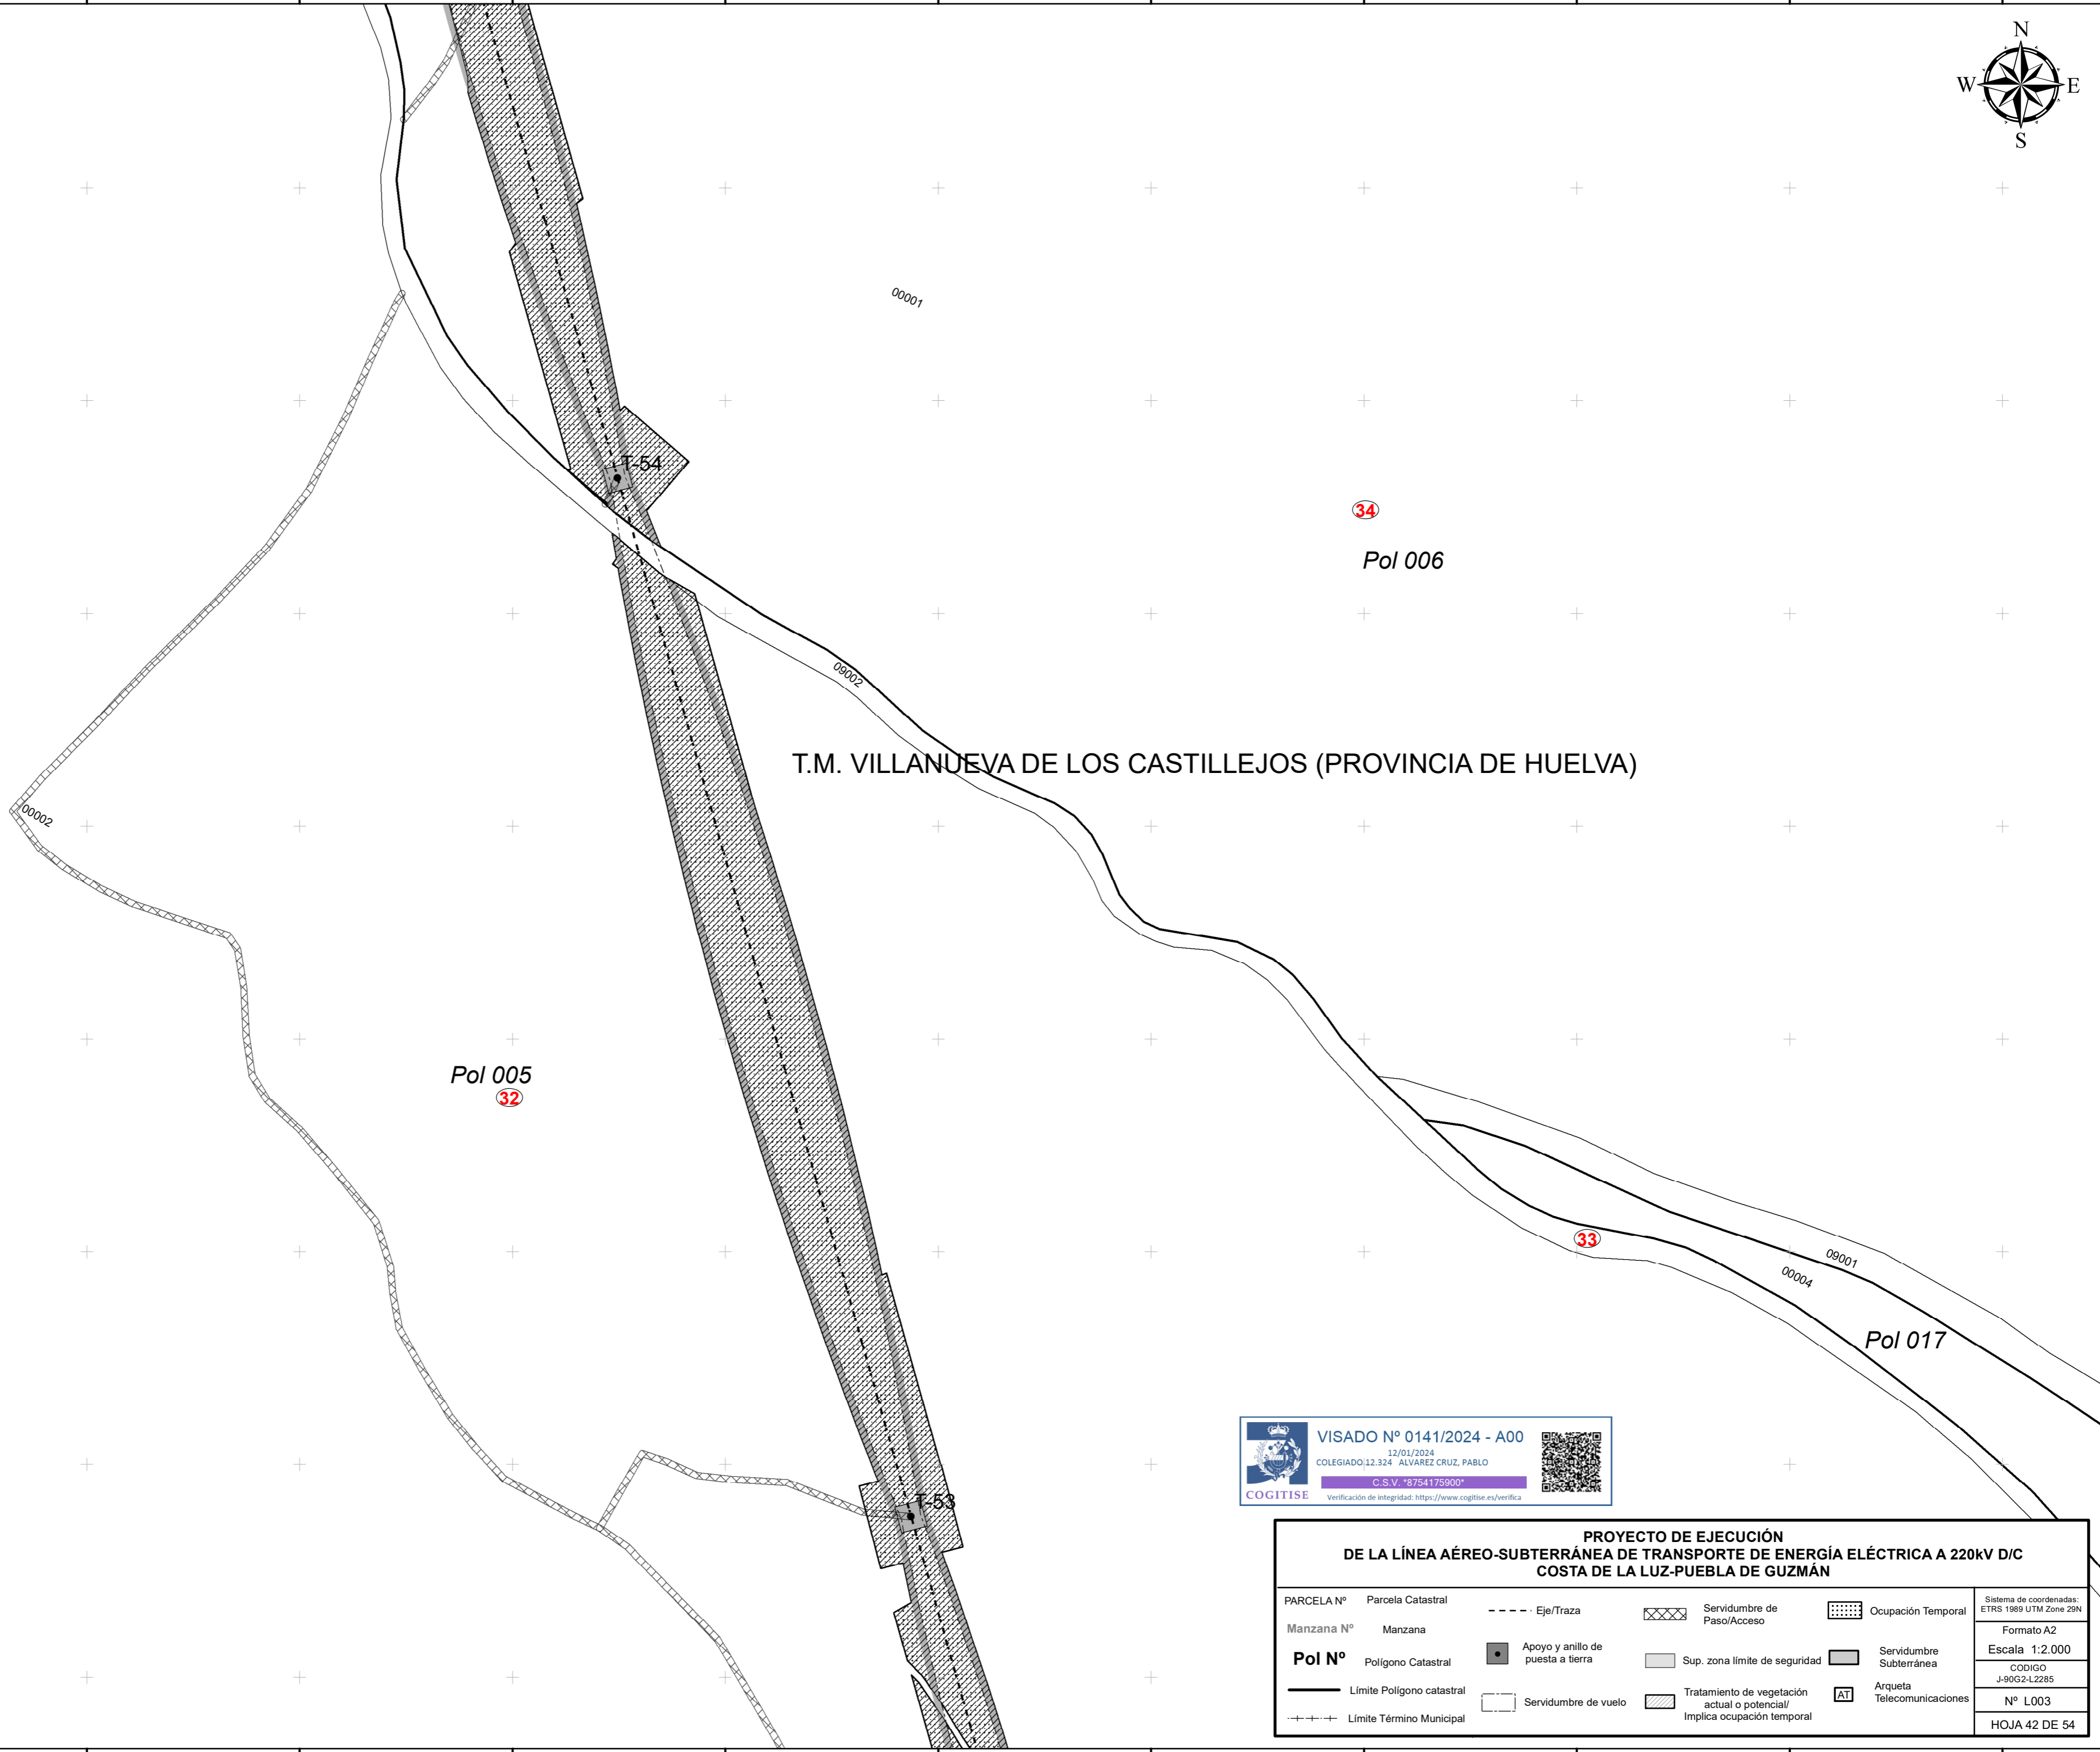 N
W E
S
00001
T-54
34
Pol 006
09002
T.M. VILLANUEVA DE LOS CASTILLEJOS (PROVINCIA DE HUELVA)
00002
Pol 005
32
33
09001
00004
Pol 017
T-53
VISADO Nº 0141/2024 - A00
12/01/2024
COLEGIADO 12.324 ALVAREZ CRUZ, PABLO
C.S.V. *8754175900*
COGITISE
Verificación de integridad: https://www.cogitise.es/verifica
PROYECTO DE EJECUCIÓN
DE LA LÍNEA AÉREO-SUBTERRÁNEA DE TRANSPORTE DE ENERGÍA ELÉCTRICA A 220kV D/C
COSTA DE LA LUZ-PUEBLA DE GUZMÁN
PARCELA Nº Parcela Catastral
Manzana Nº Manzana
Pol Nº Polígono Catastral
Límite Polígono catastral
Límite Término Municipal
Eje/Traza
Apoyo y anillo de
puesta a tierra
Servidumbre de vuelo
Servidumbre de
Paso/Acceso
Sup. zona límite de seguridad
Tratamiento de vegetación
actual o potencial/
Implica ocupación temporal
Ocupación Temporal
Servidumbre
Subterránea
AT
Arqueta
Telecomunicaciones
Sistema de coordenadas:
ETRS 1989 UTM Zone 29N
Formato A2
Escala 1:2.000
CODIGO
J-90G2-L2285
Nº L003
HOJA 42 DE 54